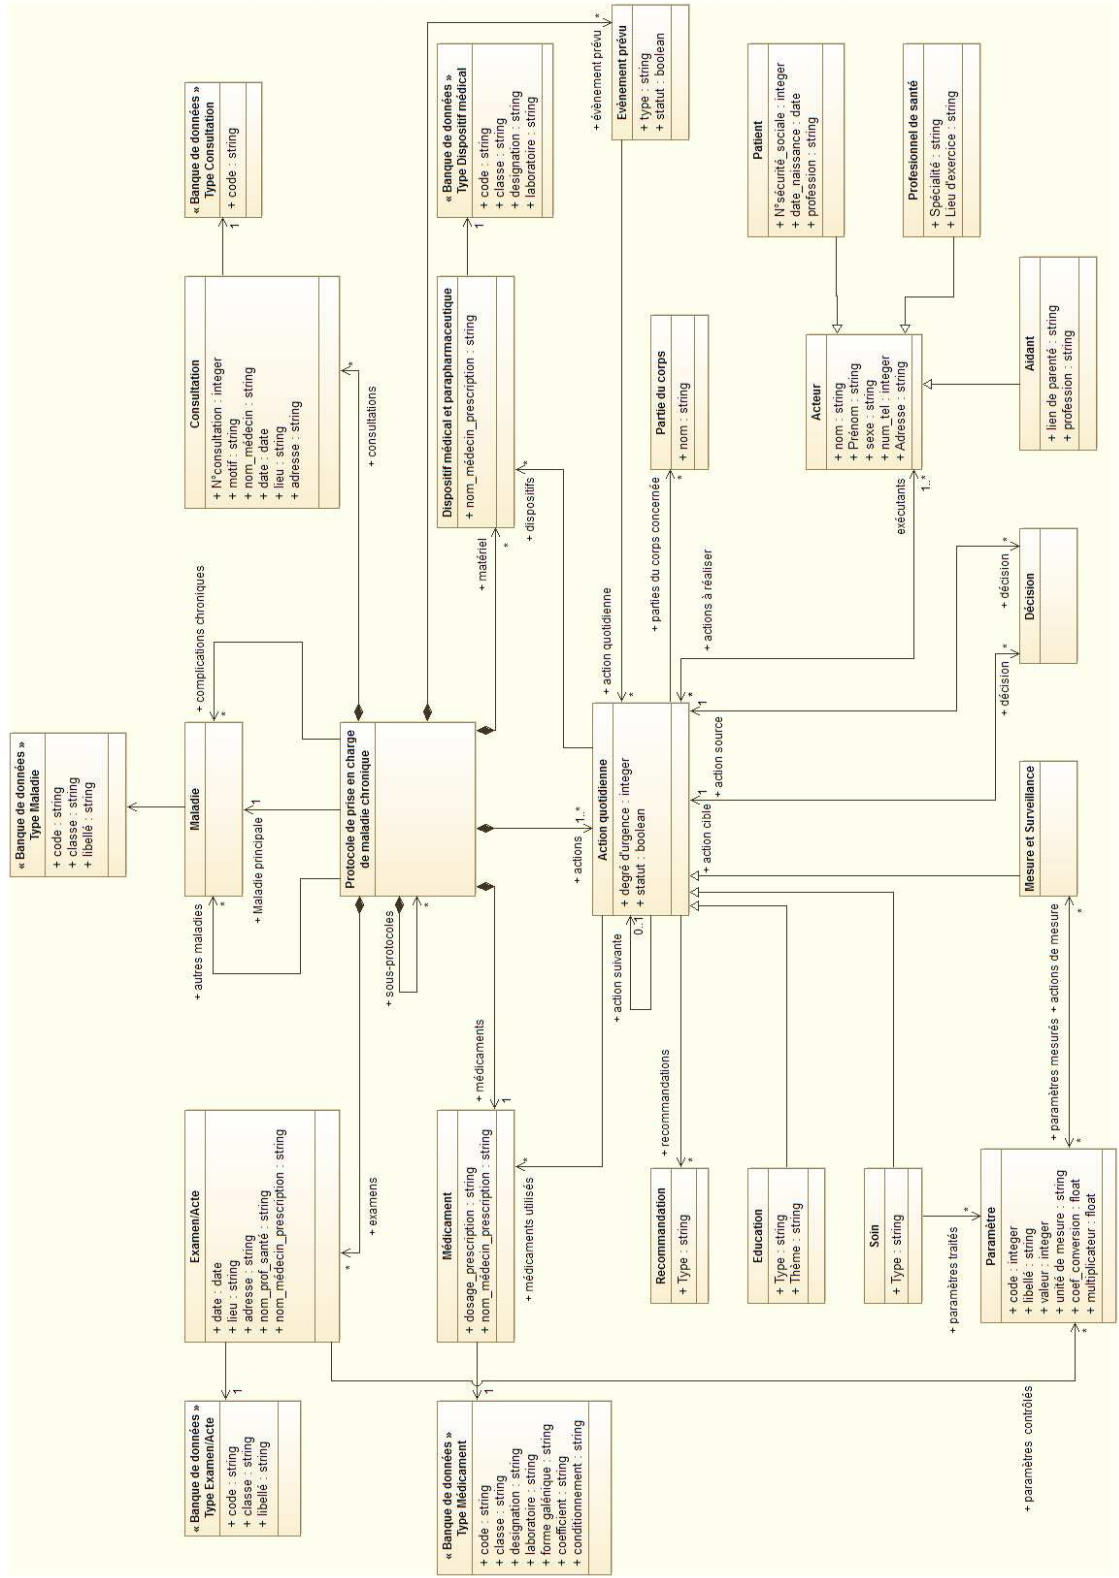 « Banque de données »
Type Maladie
+ code : string
+ classe : string
+ libellé : string
« Banque de données »
Type Examen/Acte
+ code : string
+ classe : string
+ libellé : string
Examen/Acte
+ date : date
+ lieu : string
+ adresse : string
+ nom_prof_santé : string
+ nom_médecin_prescription : string
Maladie
Consultation
+ N°consultation : integer
+ motif : string
+ nom_médecin : string
+ date : date
+ lieu : string
+ adresse : string
« Banque de données »
Type Consultation
+ code : string
1
1
+ autres maladies
*
+ Maladie principale
1
+ complications chroniques
*
+ examens
*
+ consultations
*
Protocole de prise en charge
de maladie chronique
+ sous-protocoles
*
« Banque de données »
Type Médicament
+ code : string
+ classe : string
+ designation : string
+ laboratoire : string
+ forme galénique : string
+ coefficient : string
+ conditionnement : string
1
Médicament
+ dosage_prescription : string
+ nom_médecin_prescription : string
+ médicaments
1
+ médicaments utilisés
*
+ matériel
*
Dispositif médical et parapharmaceutique
+ nom_médecin_prescription : string
+ dispositifs
*
1
« Banque de données »
Type Dispositif médical
+ code : string
+ classe : string
+ designation : string
+ laboratoire : string
+ évènement prévu
*
Evènement prévu
+ type : string
+ statut : boolean
+ actions
1..*
Action quotidienne
+ degré d'urgence : integer
+ statut : boolean
+ action suivante
0..1
+ action quotidienne
*
+ recommandations
*
Recommandation
+ Type : string
+ parties du corps concernée
*
Partie du corps
+ nom : string
+ actions à réaliser
*
Education
+ Type : string
+ Thème : string
+ action cible
1
+ action source
1
Patient
+ N°sécurité_sociale : integer
+ date_naissance : date
+ profession : string
Acteur
+ nom : string
+ Prénom : string
+ sexe : string
+ num_tel : integer
+ Adresse : string
exécutants
1..*
Soin
+ Type : string
Profesionnel de santé
+ Spécialité : string
+ Lieu d'exercice : string
+ paramètres traités
*
Paramètre
+ code : integer
+ libellé : string
+ valeur : integer
+ unité de mesure : string
+ coef_conversion : float
+ multiplicateur : float
+ paramètres contrôlés
*
+ paramètres mesurés
*
+ actions de mesure
*
Mesure et Surveillance
+ décision
*
+ décision
*
Décision
Aidant
+ lien de parenté : string
+ profession : string